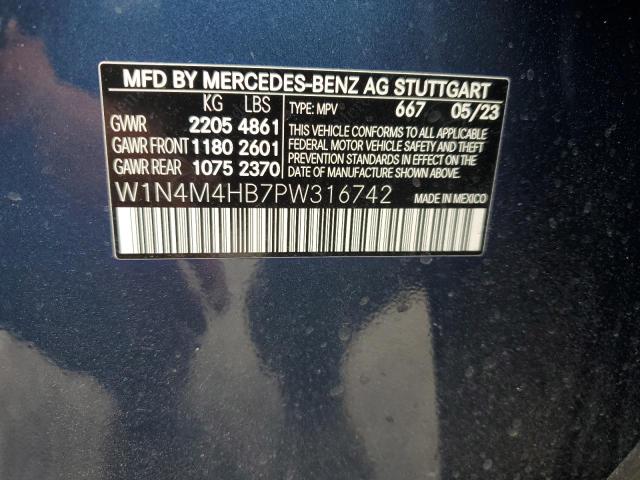 MFD BY MERCEDES-BENZ AG STUTTGART
KG LBS TYPE: MPV 667 05/23
GVWR 2205 4861
GAWR FRONT 1180 2601
GAWR REAR 1075 2370
THIS VEHICLE CONFORMS TO ALL APPLICABLE
FEDERAL MOTOR VEHICLE SAFETY AND THEFT
PREVENTION STANDARDS IN EFFECT ON THE
DATE OF MANUFACTURE SHOWN ABOVE.
W1N4M4HB7PW316742
MADE IN MEXICO